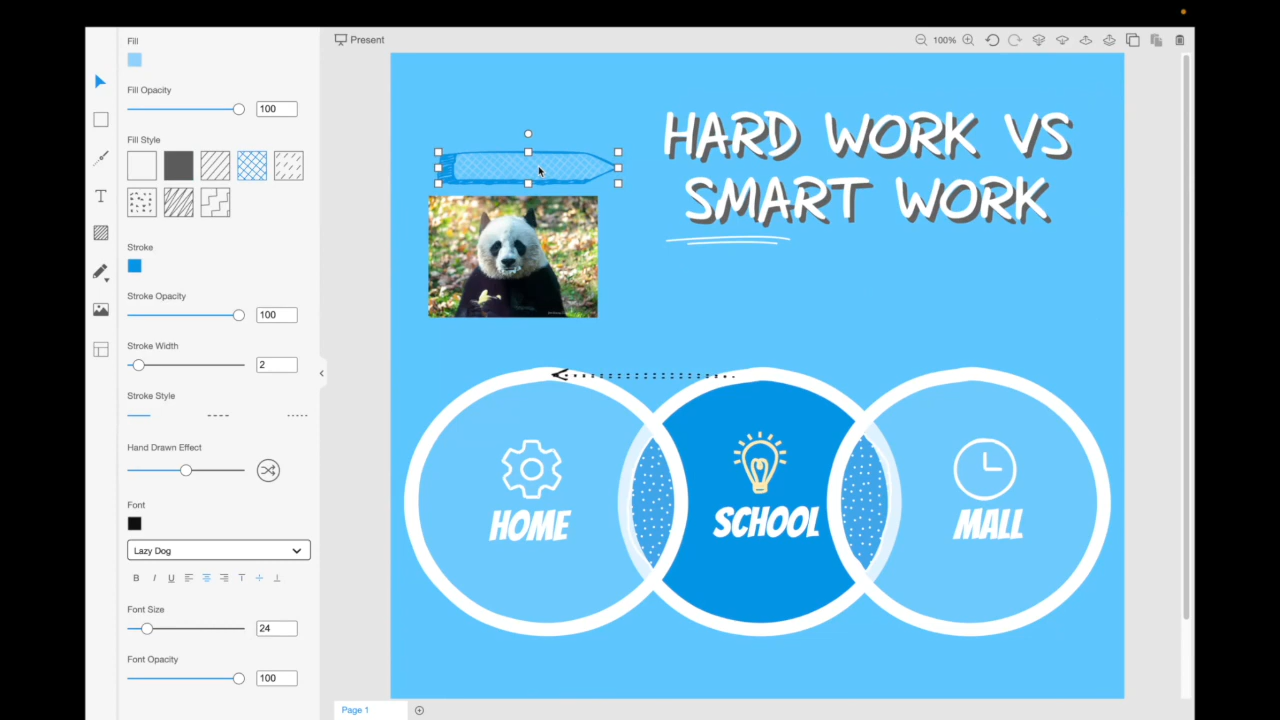 Fill
Present
100%
Fill Opacity
100
Fill Style
HARD WORK VS
SMART WORK
Stroke
Stroke Opacity
100
Stroke Width
2
Stroke Style
Hand Drawn Effect
Font
Lazy Dog
B I U
HOME
SCHOOL
MALL
Font Size
24
Font Opacity
100
Page 1